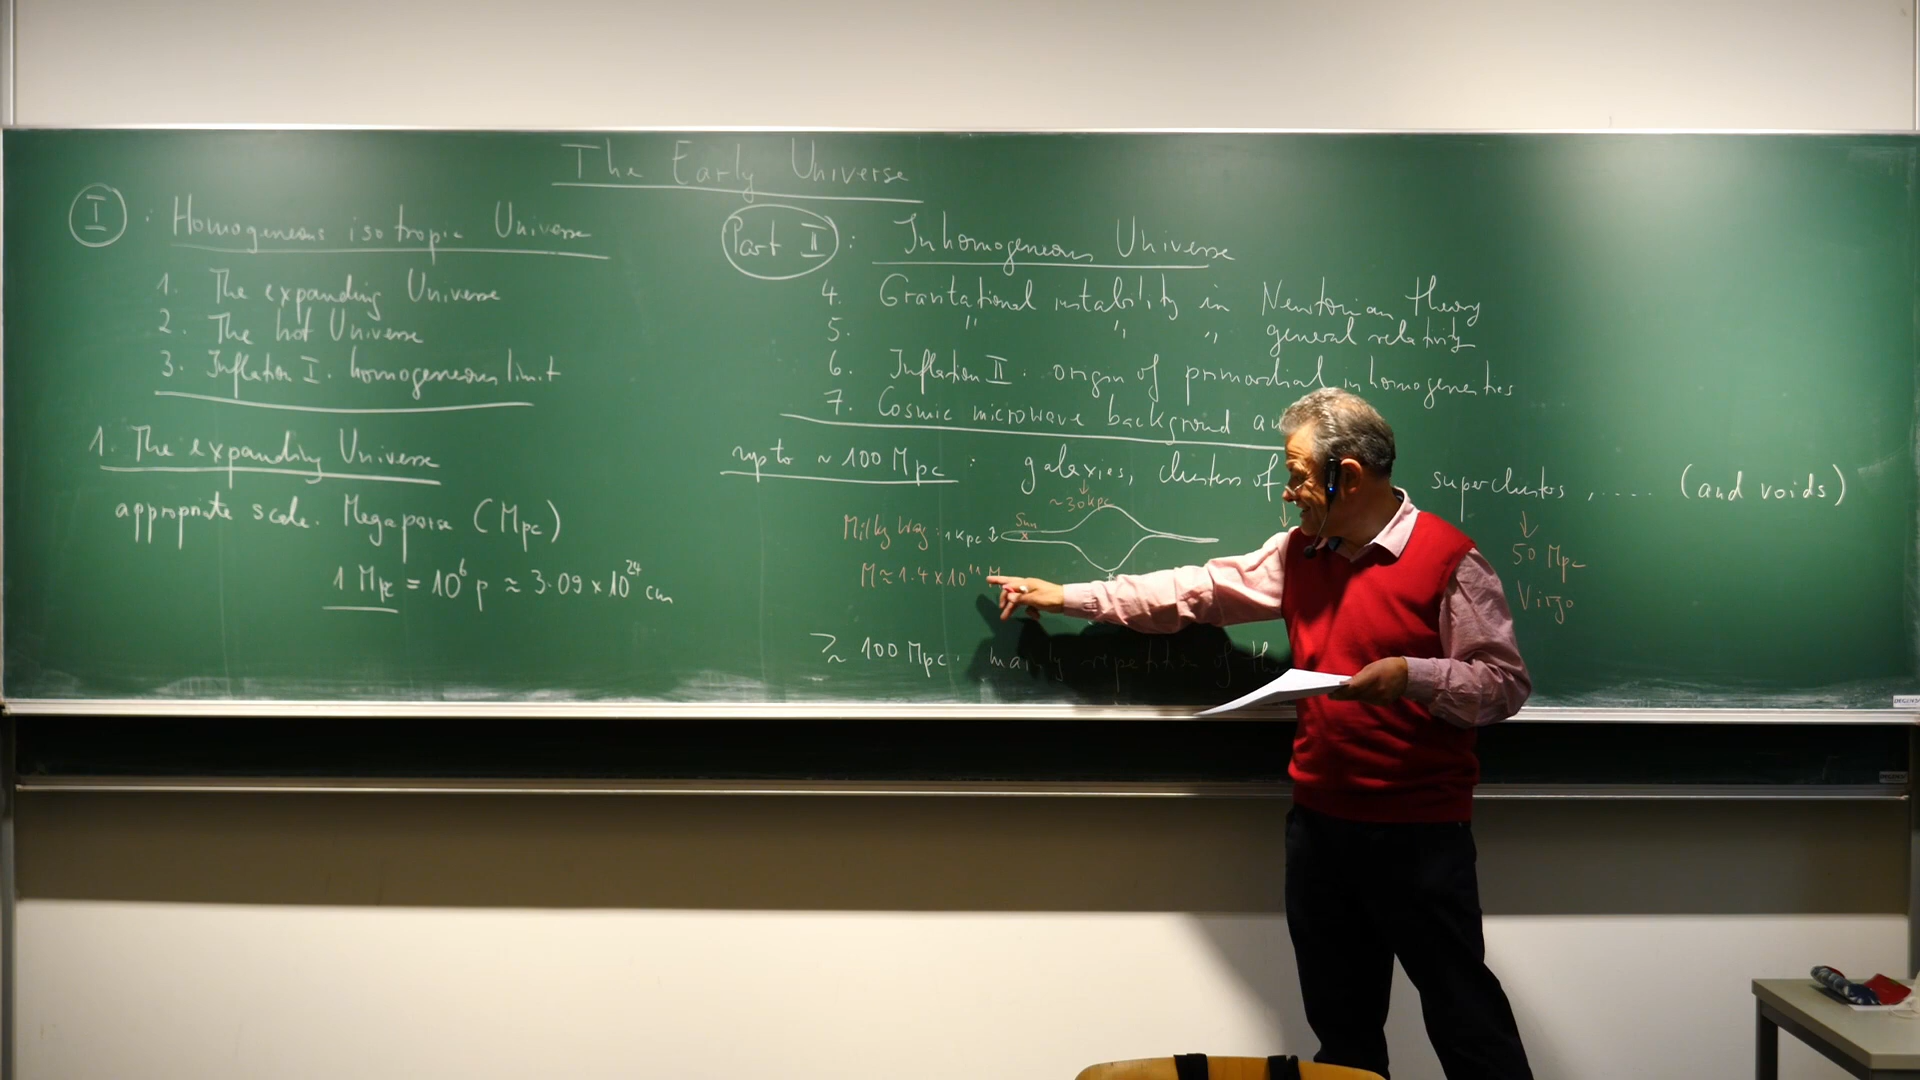 The Early Universe
I : Homogeneous isotropic Universe
1. The expanding Universe
2. The hot Universe
3. Inflation I. homogeneous limit
1. The expanding Universe
appropriate scale. Megaparse (Mpc)
1 Mpc = 10⁶ p ≈ 3.09 × 10²⁴ cm
Part II : Inhomogeneous Universe
4. Gravitational instability in Newtonian theory
5. " " " general relativity
6. Inflation II : origin of primordial inhomogeneities
7. Cosmic microwave background
up to ~ 100 Mpc : galaxies, clusters of superclusters , .... (and voids)
~30kpc
Milky Way : 1 kpc ↕ Sun x
M ≈ 1.4 × 10¹¹ M
50 Mpc
Virgo
≳ 100 Mpc. mainly repetition of